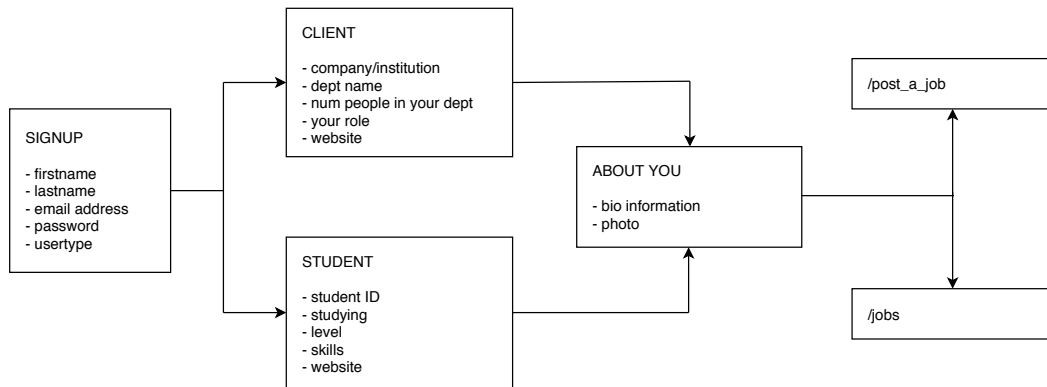 SIGNUP
- firstname
- lastname
- email address
- password
- usertype
CLIENT
- company/institution
- dept name
- num people in your dept
- your role
- website
STUDENT
- student ID
- studying
- level
- skills
- website
ABOUT YOU
- bio information
- photo
/post_a_job
/jobs